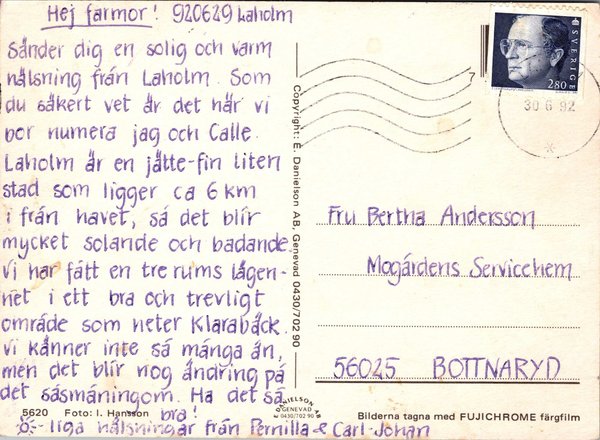 Hej farmor! 920629 Laholm
Sänder dig en solig och varm
hälsning från Laholm. Som
du säkert vet är det här vi
bor numera jag och Calle.
Laholm är en jätte-fin liten
stad som ligger ca 6 km
i från havet, så det blir
mycket solande och badande.
Vi har fått en tre rums lägen-
het i ett bra och trevligt
område som heter Klarabäck.
Vi känner inte så många än,
men det blir nog ändring på
det såsmåningom. Ha det så
bra!
Ö-liga hälsningar från Pernilla & Carl-Johan
5620 Foto: I. Hansson
Copyright: E. Danielson AB, Genevad 0430/702 90
DANIELSON AB
GENEVAD
0430/702 90
SVERIGE
280
7
30 6 92
Fru Bertha Andersson
Mogårdens Servicehem
56025 BOTTNARYD
Bilderna tagna med FUJICHROME färgfilm